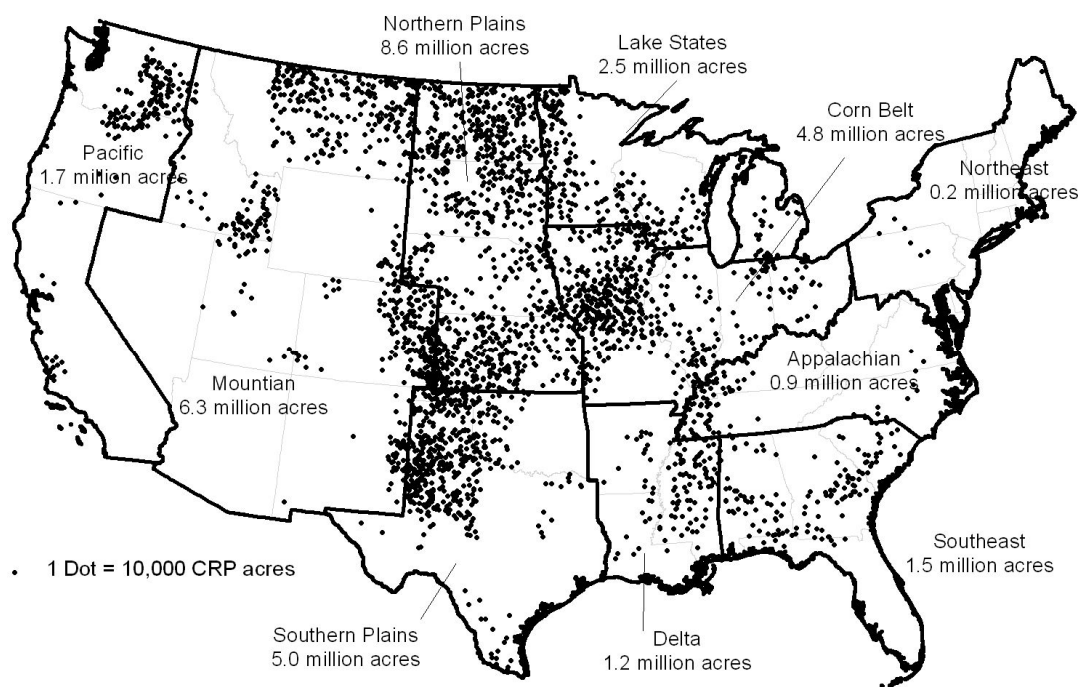 Northern Plains
8.6 million acres
Lake States
2.5 million acres
Corn Belt
4.8 million acres
Pacific
1.7 million acres
Northeast
0.2 million acres
Mountian
6.3 million acres
Appalachian
0.9 million acres
Southeast
1.5 million acres
1 Dot = 10,000 CRP acres
Southern Plains
5.0 million acres
Delta
1.2 million acres